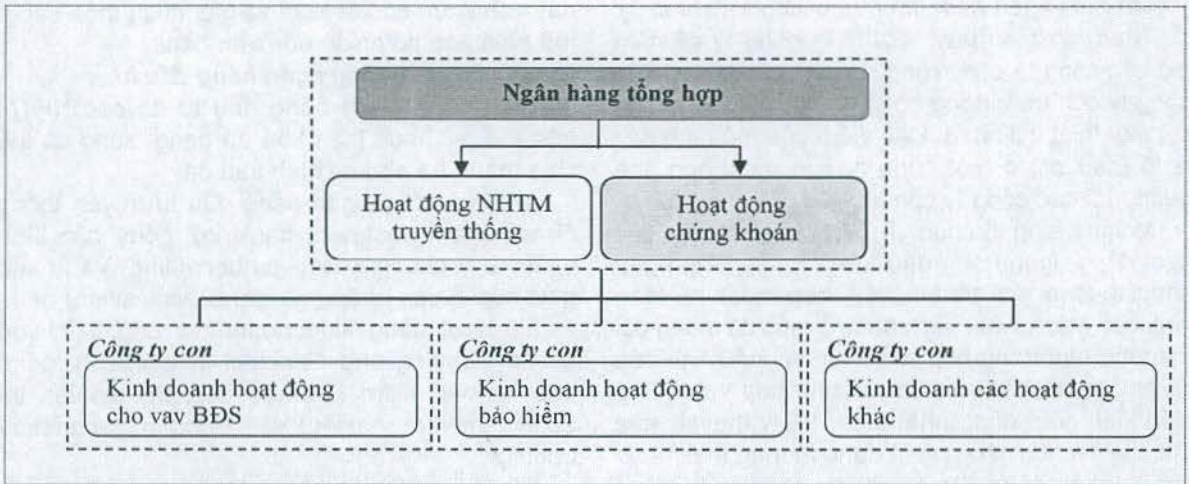 Ngân hàng tổng hợp
Hoạt động NHTM
truyền thống
Hoạt động
chứng khoán
Công ty con
Kinh doanh hoạt động
cho vav BĐS
Công ty con
Kinh doanh hoạt động
bảo hiểm
Công ty con
Kinh doanh các hoạt động
khác